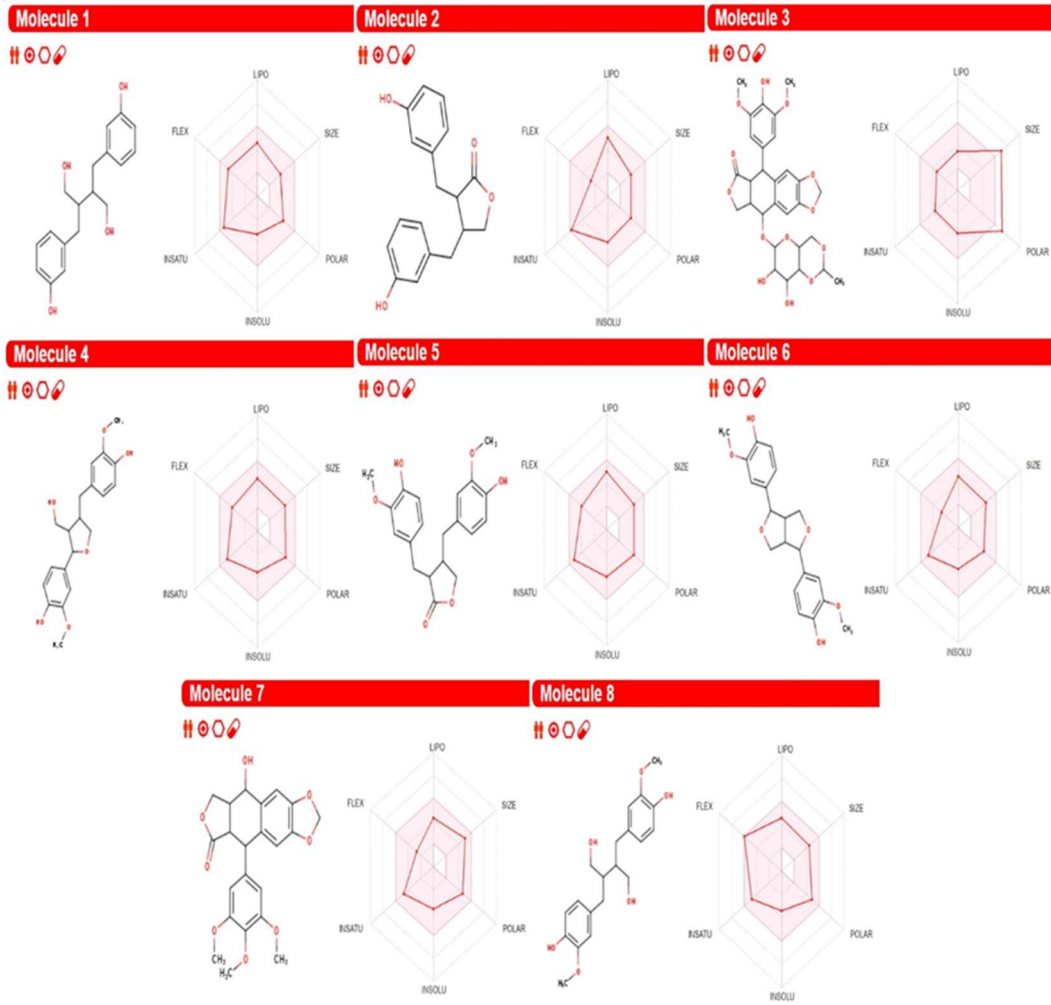 Molecule 1
Molecule 2
Molecule 3
OH
OH
OH
OH
LIPO
FLEX
SIZE
INSATU
POLAR
INSOLU
HO
O
O
HO
LIPO
FLEX
SIZE
INSATU
POLAR
INSOLU
OH
CH₃
CH₃
O
O
O
O
O
O
O
O
O
O
O
CH₃
HO
OH
LIPO
FLEX
SIZE
INSATU
POLAR
INSOLU
Molecule 4
Molecule 5
Molecule 6
O
OH
HO
O
HO
O
LIPO
FLEX
SIZE
INSATU
POLAR
INSOLU
HO
H₃C
O
CH₃
O
OH
O
O
LIPO
FLEX
SIZE
INSATU
POLAR
INSOLU
HO
H₃C
O
O
O
O
CH₃
OH
LIPO
FLEX
SIZE
INSATU
POLAR
INSOLU
Molecule 7
Molecule 8
OH
O
O
O
O
O
O
O
CH₃
H₃C
CH₃
LIPO
FLEX
SIZE
INSATU
POLAR
INSOLU
CH₃
O
OH
OH
OH
HO
O
H₃C
LIPO
FLEX
SIZE
INSATU
POLAR
INSOLU